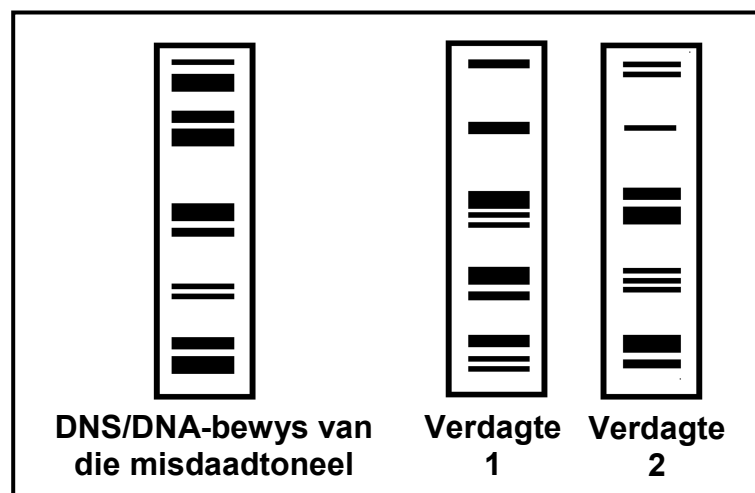 DNS/DNA-bewys van
die misdaadtoneel
Verdagte
1
Verdagte
2